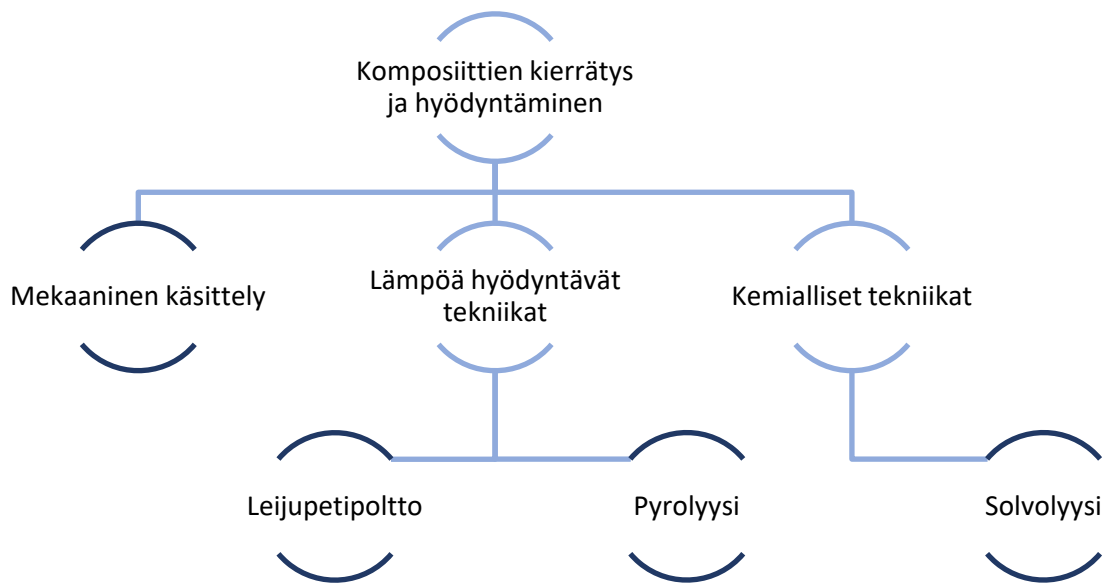 Komposiittien kierrätys
ja hyödyntäminen
Mekaaninen käsittely
Lämpöä hyödyntävät
tekniikat
Kemialliset tekniikat
Leijupetipoltto
Pyrolyysi
Solvolyysi